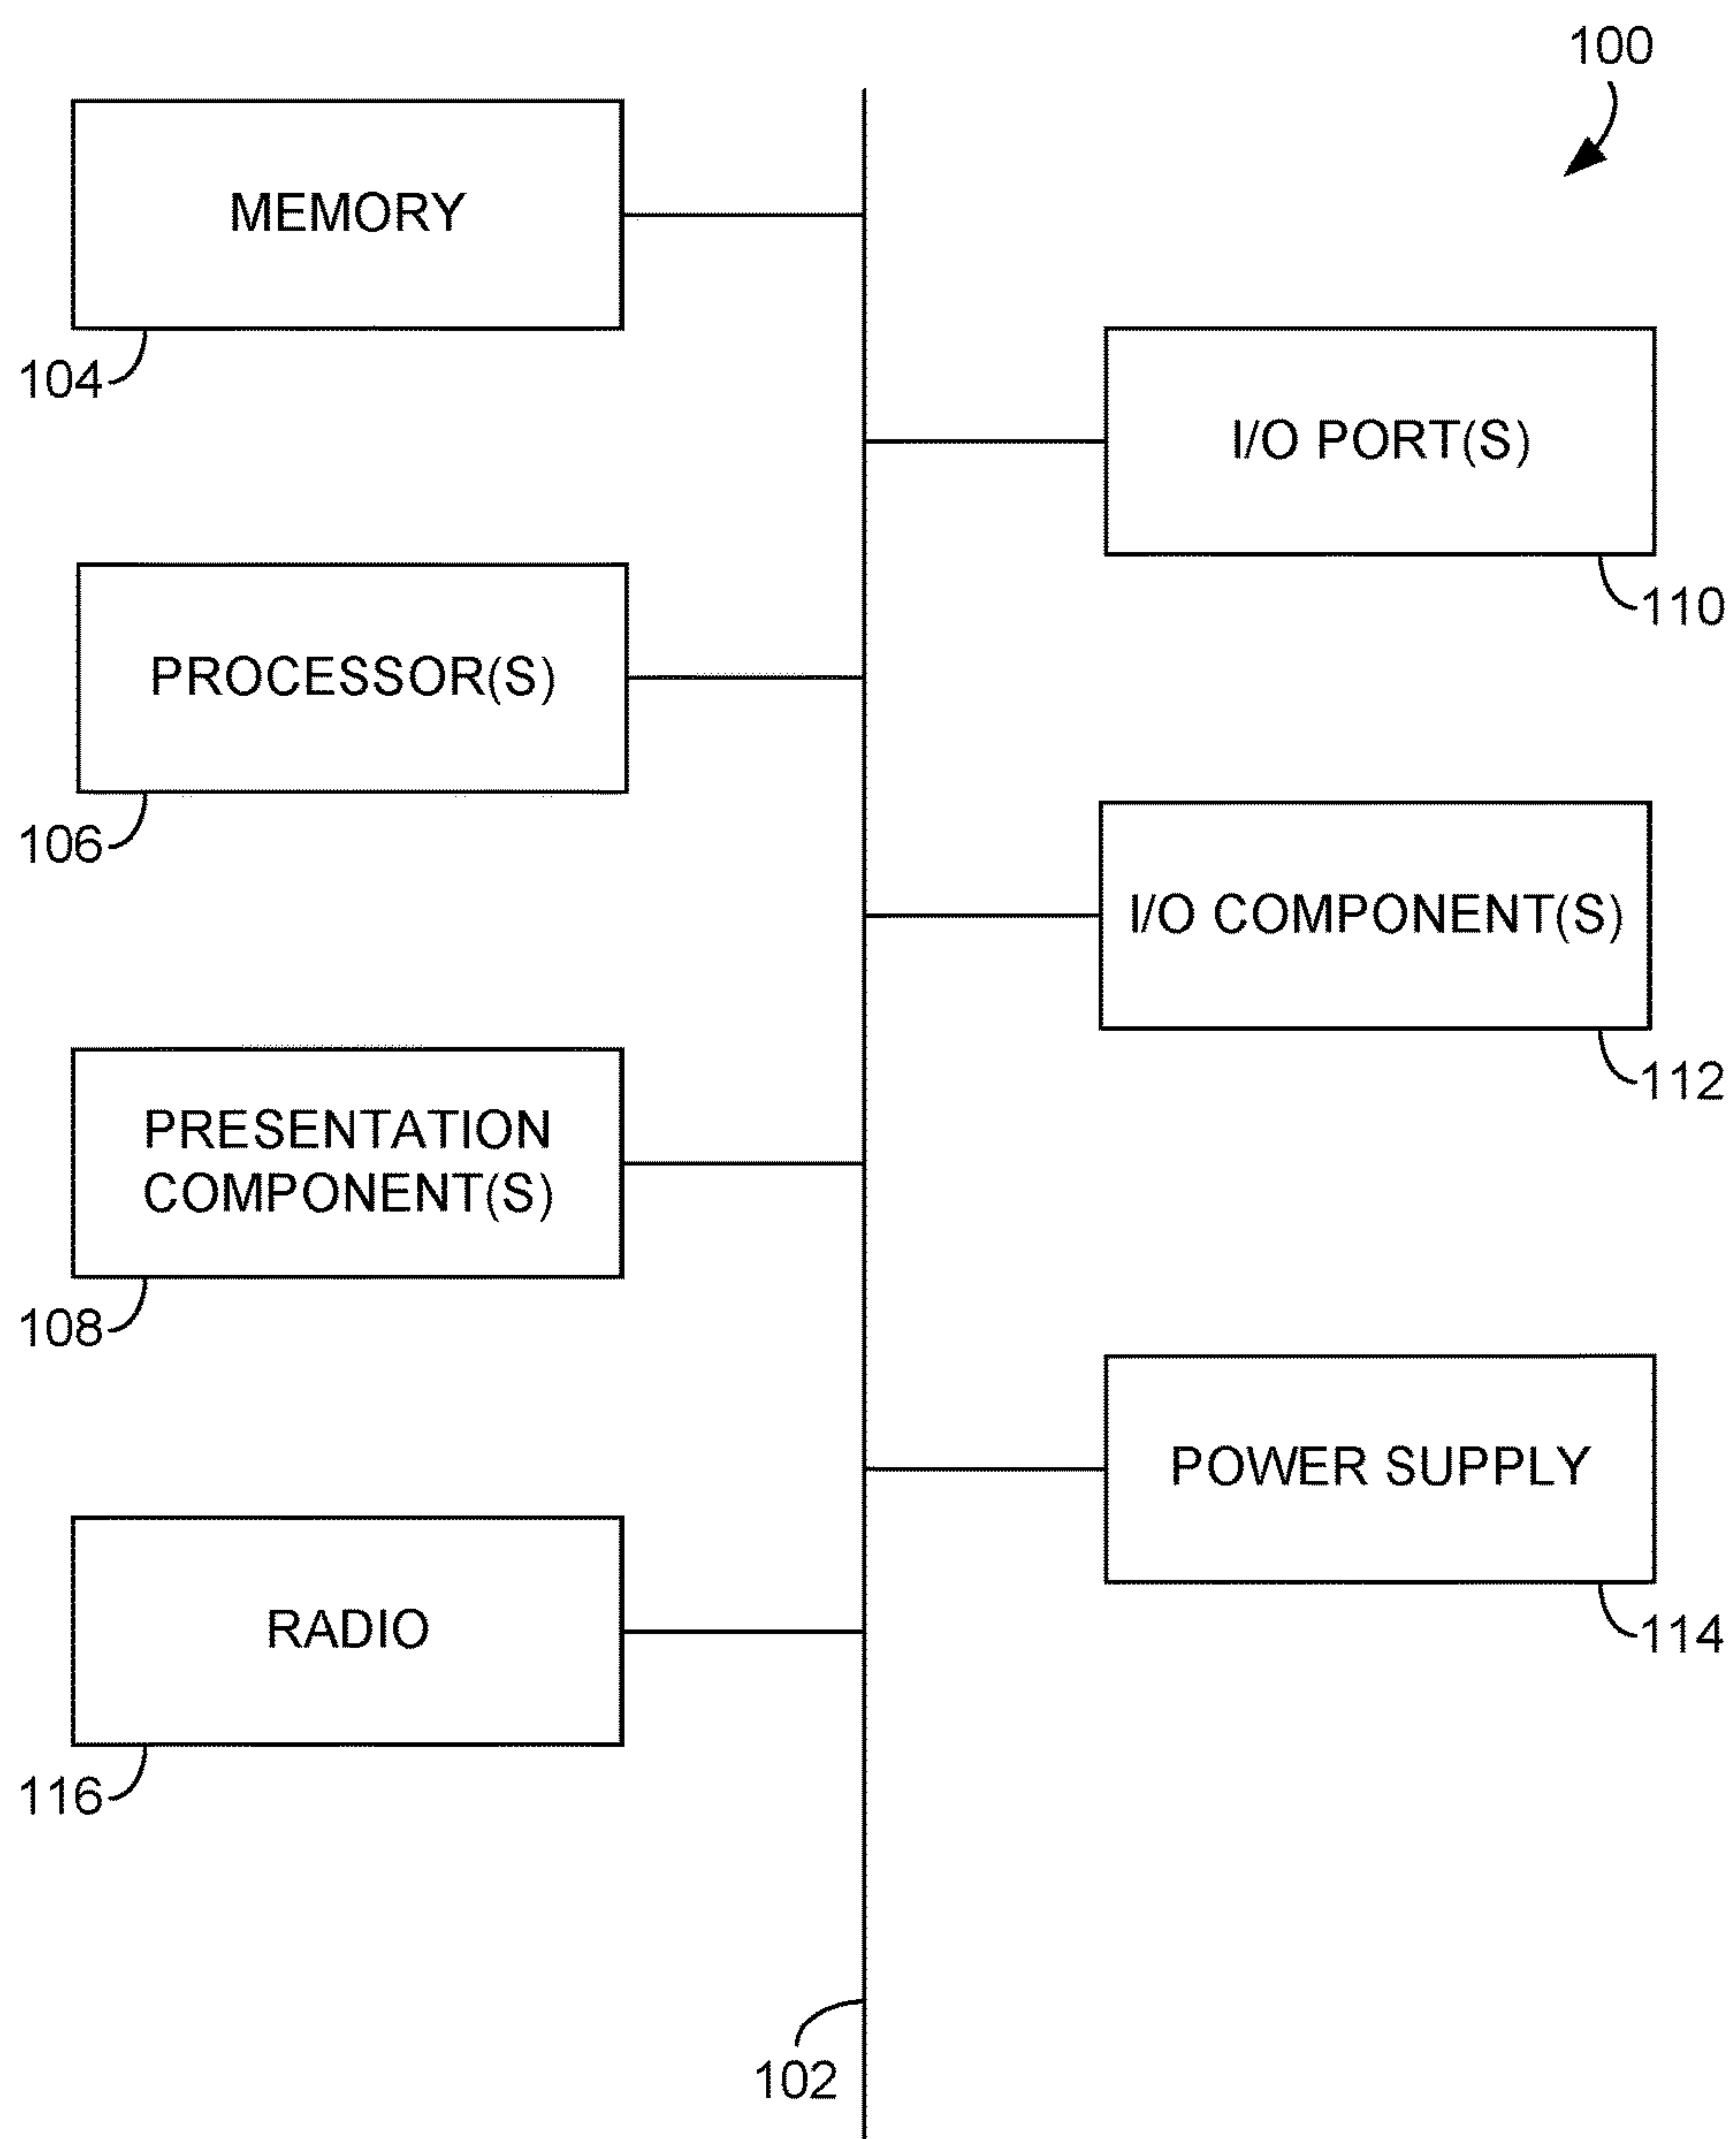 100
MEMORY
104
I/O PORT(S)
110
PROCESSOR(S)
106
I/O COMPONENT(S)
112
PRESENTATION
COMPONENT(S)
108
POWER SUPPLY
114
RADIO
116
102